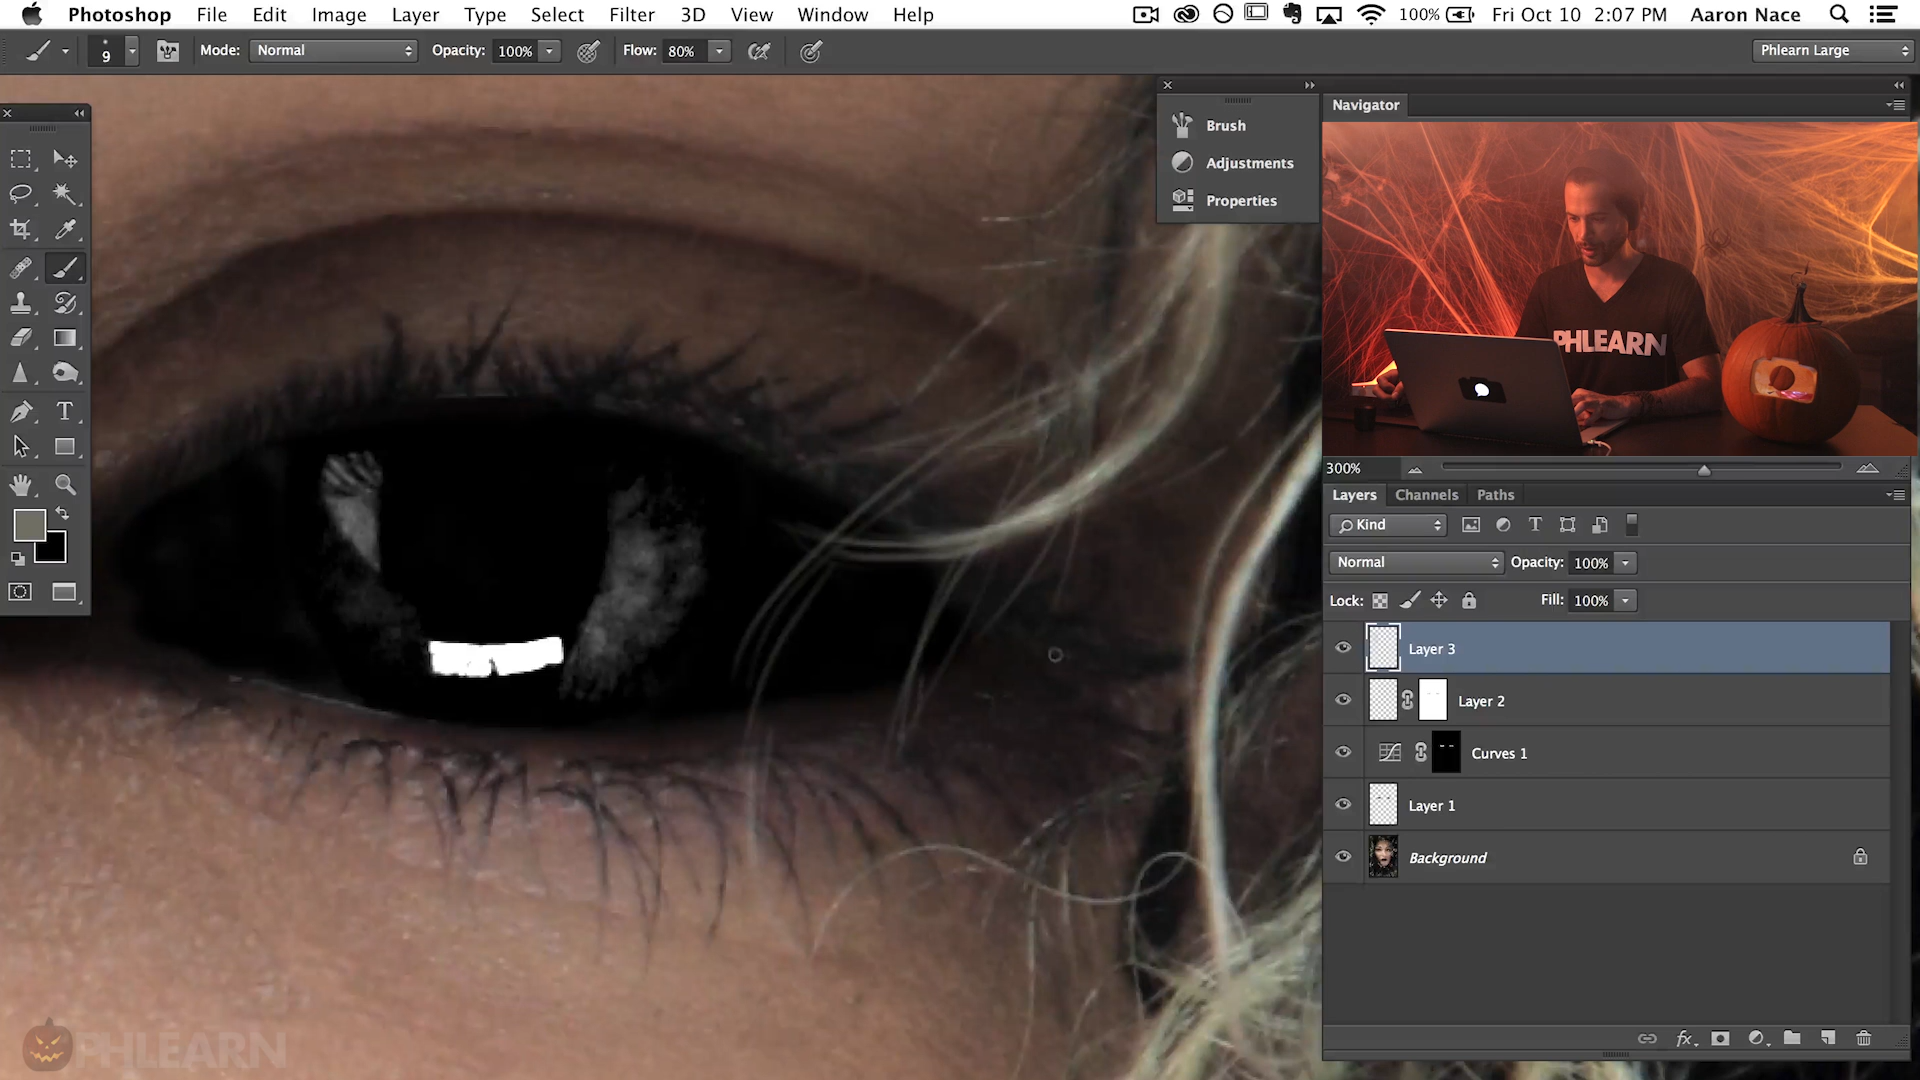 Photoshop File Edit Image Layer Type Select Filter 3D View Window Help 100% Fri Oct 10 2:07 PM Aaron Nace
9 Mode: Normal Opacity: 100% Flow: 80% Phlearn Large
Brush
Adjustments
Properties
Navigator
PHLEARN
300%
Layers Channels Paths
Kind
Normal Opacity: 100%
Lock: Fill: 100%
Layer 3
Layer 2
Curves 1
Layer 1
Background
fx
PHLEARN